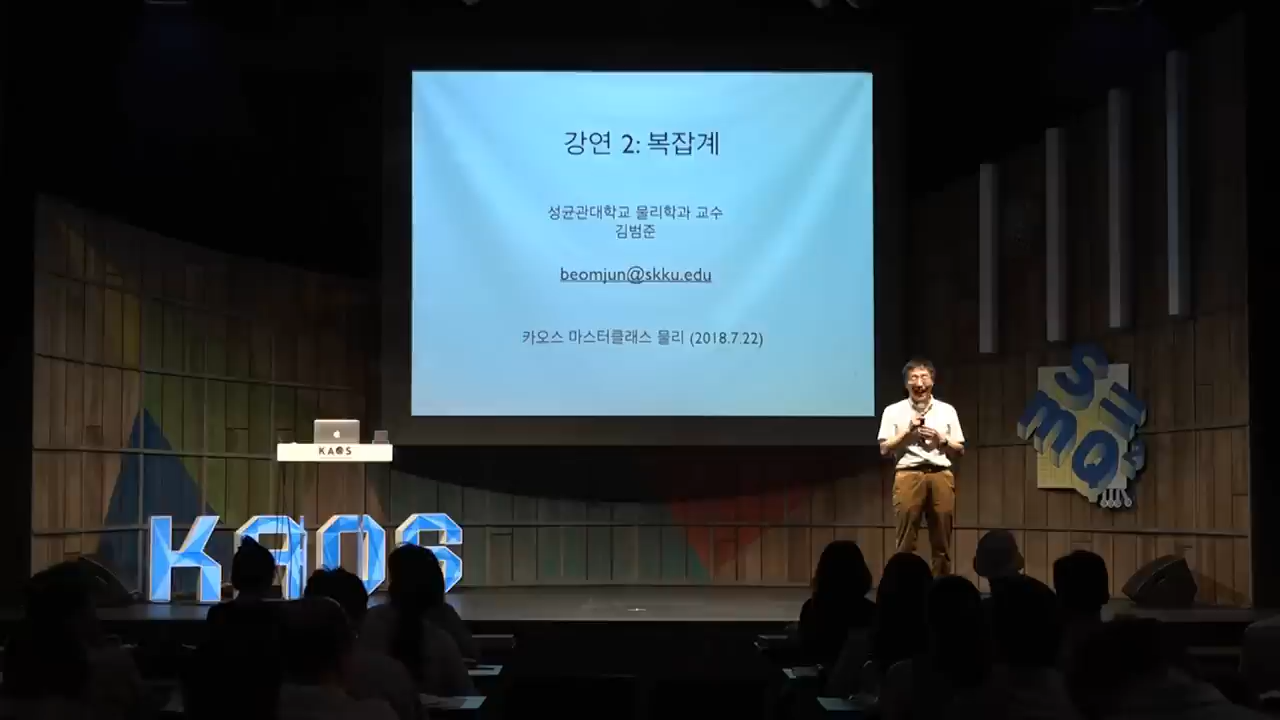 강연 2: 복잡계
성균관대학교 물리학과 교수
김범준
beomjun@skku.edu
카오스 마스터클래스 물리 (2018.7.22)
KAOS
KAOS